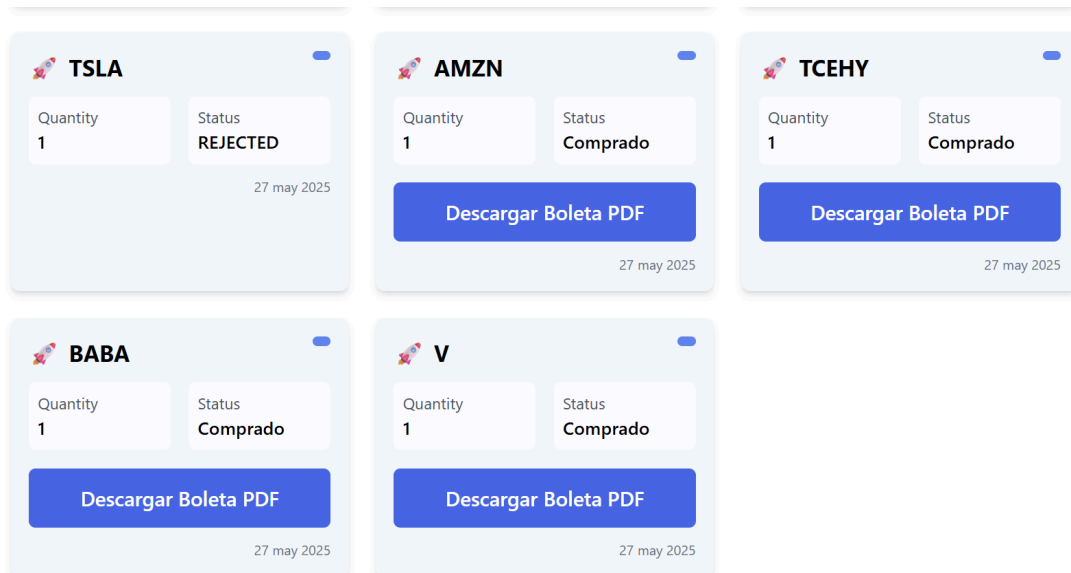 TSLA
Quantity
1
Status
REJECTED
27 may 2025
AMZN
Quantity
1
Status
Comprado
Descargar Boleta PDF
27 may 2025
TCEHY
Quantity
1
Status
Comprado
Descargar Boleta PDF
27 may 2025
BABA
Quantity
1
Status
Comprado
Descargar Boleta PDF
27 may 2025
V
Quantity
1
Status
Comprado
Descargar Boleta PDF
27 may 2025